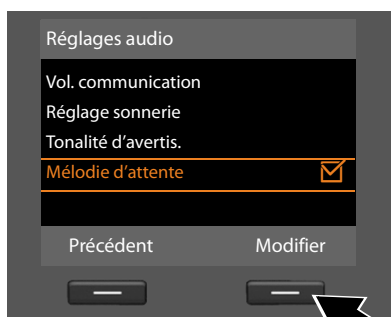 Réglages audio
Vol. communication
Réglage sonnerie
Tonalité d'avertis.
Mélodie d'attente
Précédent Modifier